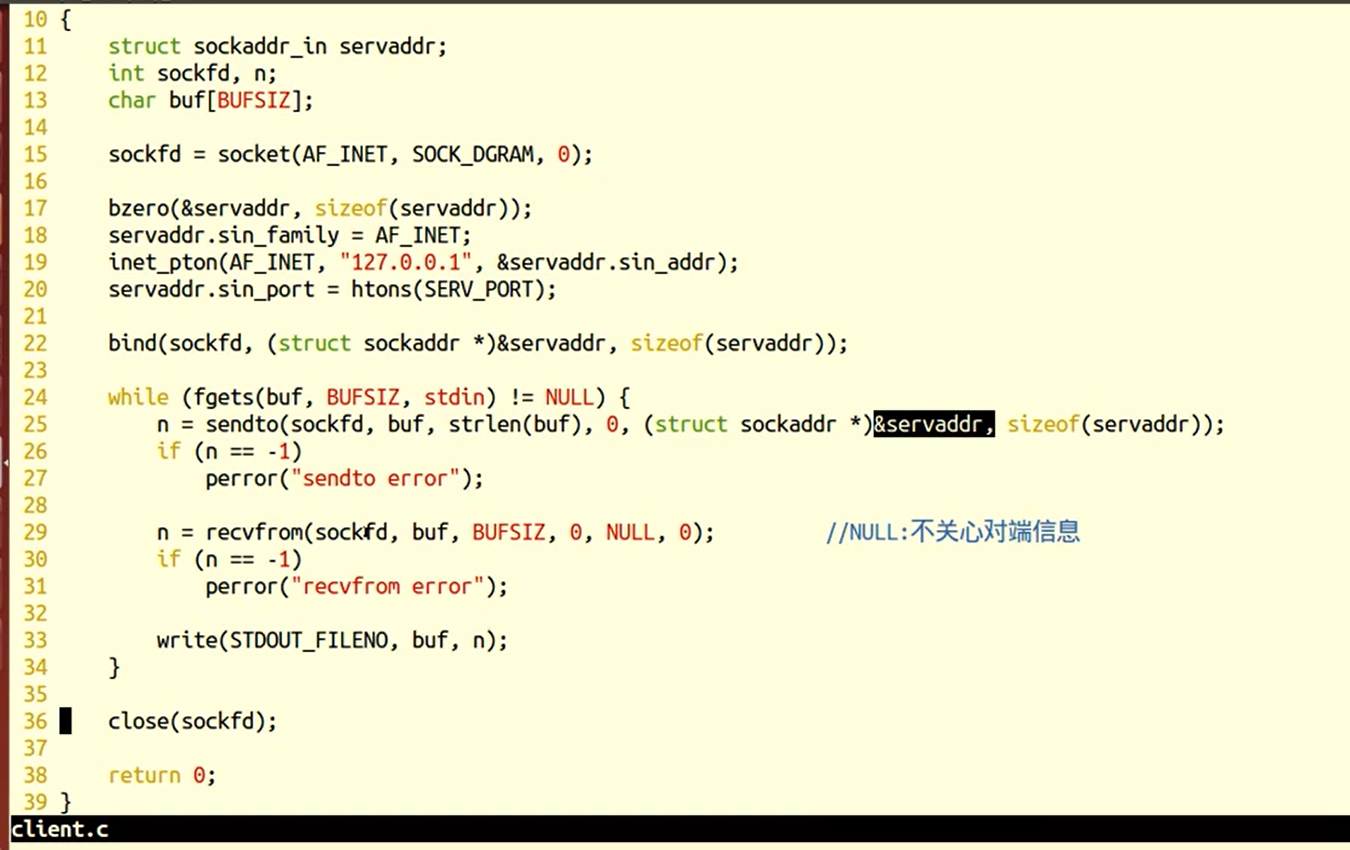 10 {
11     struct sockaddr_in servaddr;
12     int sockfd, n;
13     char buf[BUFSIZ];
14
15     sockfd = socket(AF_INET, SOCK_DGRAM, 0);
16
17     bzero(&servaddr, sizeof(servaddr));
18     servaddr.sin_family = AF_INET;
19     inet_pton(AF_INET, "127.0.0.1", &servaddr.sin_addr);
20     servaddr.sin_port = htons(SERV_PORT);
21
22     bind(sockfd, (struct sockaddr *)&servaddr, sizeof(servaddr));
23
24     while (fgets(buf, BUFSIZ, stdin) != NULL) {
25         n = sendto(sockfd, buf, strlen(buf), 0, (struct sockaddr *)&servaddr, sizeof(servaddr));
26         if (n == -1)
27             perror("sendto error");
28
29         n = recvfrom(sockfd, buf, BUFSIZ, 0, NULL, 0);         //NULL:不关心对端信息
30         if (n == -1)
31             perror("recvfrom error");
32
33         write(STDOUT_FILENO, buf, n);
34     }
35
36     close(sockfd);
37
38     return 0;
39 }
client.c